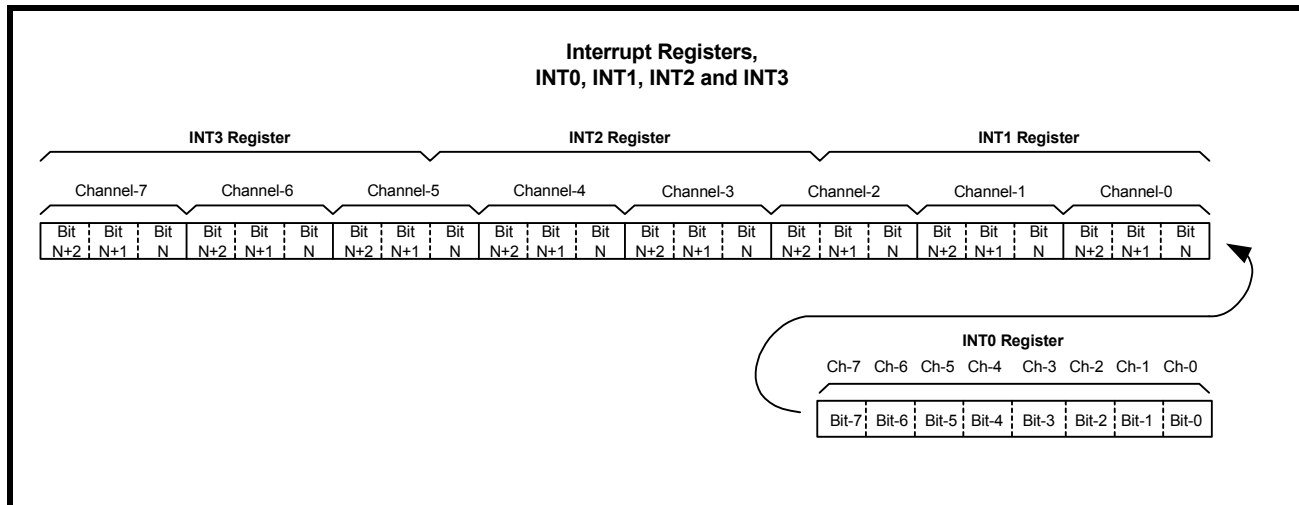 Interrupt Registers,
INT0, INT1, INT2 and INT3
INT3 Register INT2 Register INT1 Register
Channel-7 Channel-6 Channel-5 Channel-4 Channel-3 Channel-2 Channel-1 Channel-0
Bit Bit Bit Bit Bit Bit Bit Bit Bit Bit Bit Bit Bit Bit Bit Bit Bit Bit Bit Bit Bit Bit Bit Bit
N+2 N+1 N N+2 N+1 N N+2 N+1 N N+2 N+1 N N+2 N+1 N N+2 N+1 N N+2 N+1 N N+2 N+1 N
INT0 Register
Ch-7 Ch-6 Ch-5 Ch-4 Ch-3 Ch-2 Ch-1 Ch-0
Bit-7 Bit-6 Bit-5 Bit-4 Bit-3 Bit-2 Bit-1 Bit-0